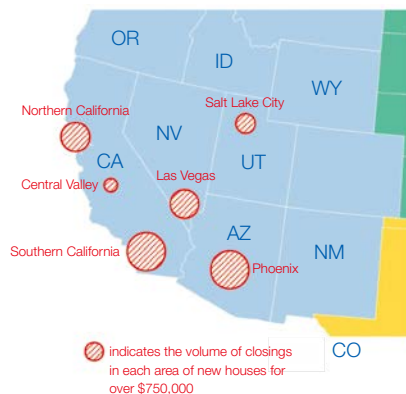 OR
ID
WY
Northern California
Salt Lake City
NV
CA
UT
Central Valley
Las Vegas
AZ
Southern California
NM
Phoenix
CO
indicates the volume of closings
in each area of new houses for
over $750,000